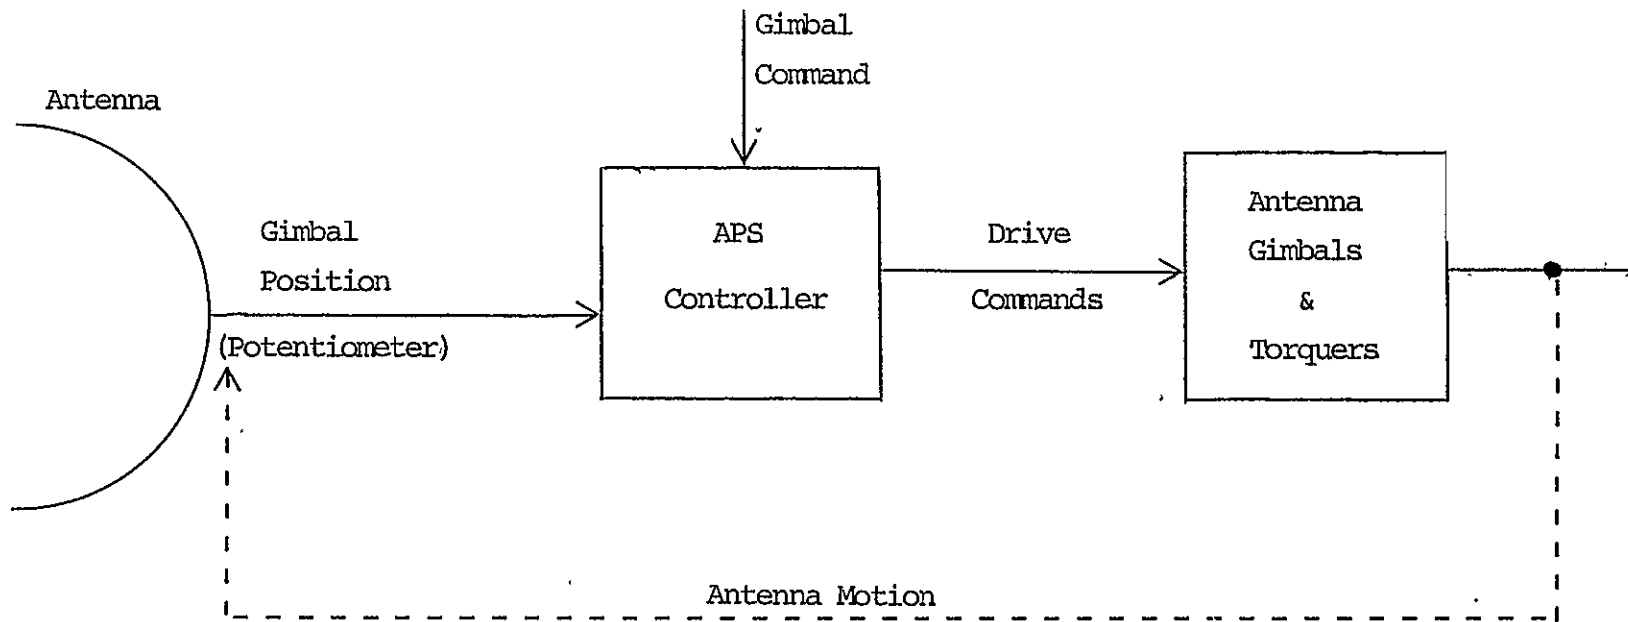 Gimbal
Command
Antenna
Gimbal
Position
(Potentiometer)
APS
Controller
Drive
Commands
Antenna
Gimbals
&
Torquers
Antenna Motion